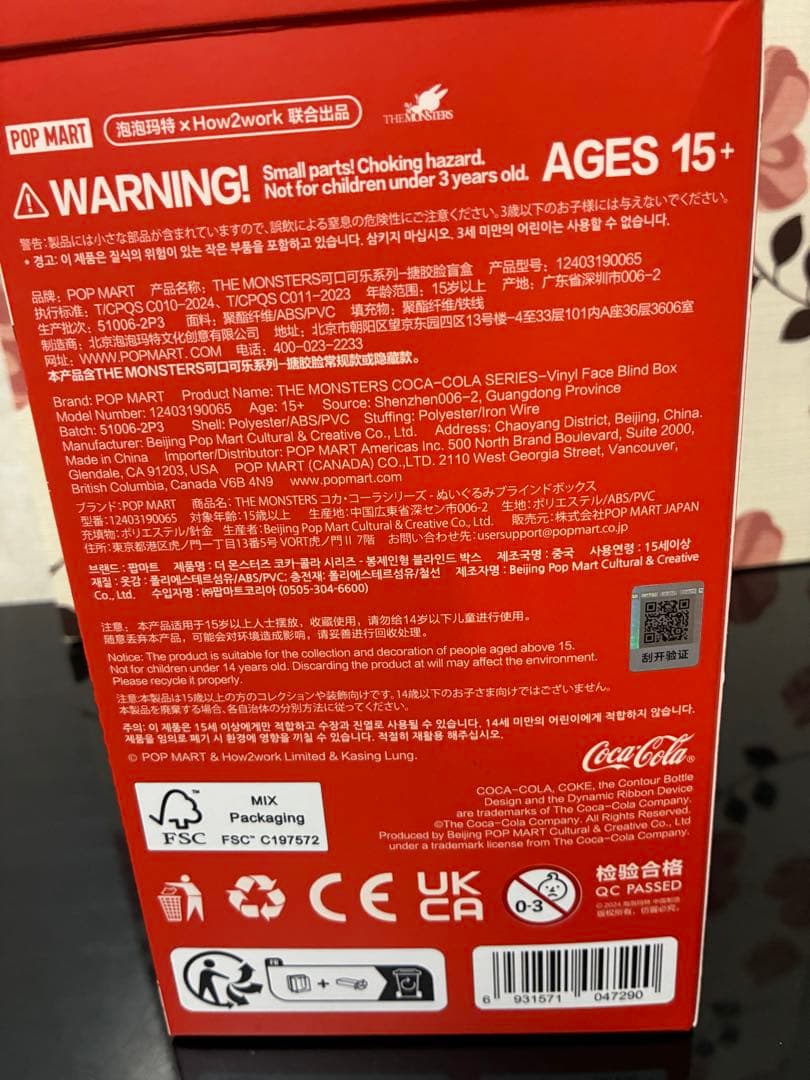 POP MART 泡泡玛特×How2work 联合出品 THE MONSTERS
WARNING! Small parts! Choking hazard.
Not for children under 3 years old. AGES 15+
警告:製品には小さな部品が含まれていますので、誤飲による窒息の危険性にご注意ください。3歳以下のお子様には与えないでください。
* 경고: 이 제품은 질식의 위험이 있는 작은 부품을 포함하고 있습니다. 삼키지 마십시오. 3세 미만의 어린이는 사용할 수 없습니다.
品牌:POP MART 产品名称:THE MONSTERS可口可乐系列-搪胶脸盲盒 产品型号:12403190065
执行标准:T/CPQS C010-2024、T/CPQS C011-2023 年龄范围:15岁以上 产地:广东省深圳市006-2
生产批次:51006-2P3 面料:聚酯纤维/ABS/PVC 填充物:聚酯纤维/铁线
制造商:北京泡泡玛特文化创意有限公司 地址:北京市朝阳区望京东园四区13号楼-4至33层101内A座36层3606室
网址:WWW.POPMART.COM 电话:400-023-2233
本产品含THE MONSTERS可口可乐系列-搪胶脸常规款或隐藏款。
Brand: POP MART Product Name: THE MONSTERS COCA-COLA SERIES-Vinyl Face Blind Box
Model Number: 12403190065 Age: 15+ Source: Shenzhen006-2, Guangdong Province
Batch: 51006-2P3 Shell: Polyester/ABS/PVC Stuffing: Polyester/Iron Wire
Manufacturer: Beijing Pop Mart Cultural & Creative Co., Ltd. Address: Chaoyang District, Beijing, China.
Made in China Importer/Distributor: POP MART Americas Inc. 500 North Brand Boulevard, Suite 2000,
Glendale, CA 91203, USA POP MART (CANADA) CO.,LTD. 2110 West Georgia Street, Vancouver,
British Columbia, Canada V6B 4N9 www.popmart.com
ブランド:POP MART 商品名:THE MONSTERS コカ・コーラシリーズ - ぬいぐるみブラインドボックス
型番:12403190065 対象年齢:15歳以上 生産地:中国広東省深セン市006-2 生地:ポリエステル/ABS/PVC
充填物:ポリエステル/針金 生産者:Beijing Pop Mart Cultural & Creative Co., Ltd. 販売元:株式会社POP MART JAPAN
住所:東京都港区虎ノ門一丁目13番5号 VORT虎ノ門Ⅱ 7階 お問い合わせ先:usersupport@popmart.co.jp
브랜드 : 팝마트 제품명 : 더 몬스터즈 코카-콜라 시리즈 - 봉제인형 블라인드 박스 제조국명 : 중국 사용연령 : 15세이상
재질 : 옷감 : 폴리에스테르섬유/ABS/PVC: 충전재: 폴리에스테르섬유/철선 제조자명 : Beijing Pop Mart Cultural & Creative
Co., Ltd. 수입자명 : ㈜팝마트코리아 (0505-304-6600)
注意:本产品适用于15岁以上人士摆放,收藏使用,请勿给14岁以下儿童进行使用。
随意丢弃本产品,可能会对环境造成影响,请妥善进行回收处理。
刮开验证
Notice: The product is suitable for the collection and decoration of people aged above 15.
Not for children under 14 years old. Discarding the product at will may affect the environment.
Please recycle it properly.
注意:本製品は15歳以上の方のコレクションや装飾向けです。14歳以下のお子さま向けではございません。
本製品を廃棄する場合、各自治体の分別方法に従ってください。
주의: 이 제품은 15세 이상에게만 적합하고 수장과 진열로 사용될 수 있습니다. 14세 미만의 어린이에게 적합하지 않습니다.
제품을 임의로 폐기 시 환경에 영향을 끼칠 수 있습니다. 적절히 재활용 해주십시오.
© POP MART & How2work Limited & Kasing Lung.
Coca-Cola®
COCA-COLA, COKE, the Contour Bottle
Design and the Dynamic Ribbon Device
are trademarks of The Coca-Cola Company.
©The Coca-Cola Company. All Rights Reserved.
Produced by Beijing POP MART Cultural & Creative Co., Ltd
under a trademark license from The Coca-Cola Company.
FSC™
MIX
Packaging
FSC™ C197572
CE UK CA 0-3
检验合格
QC PASSED
© 2024 泡泡玛特 中国制造
版权所有,仿冒必究。
FR
6 931571 047290